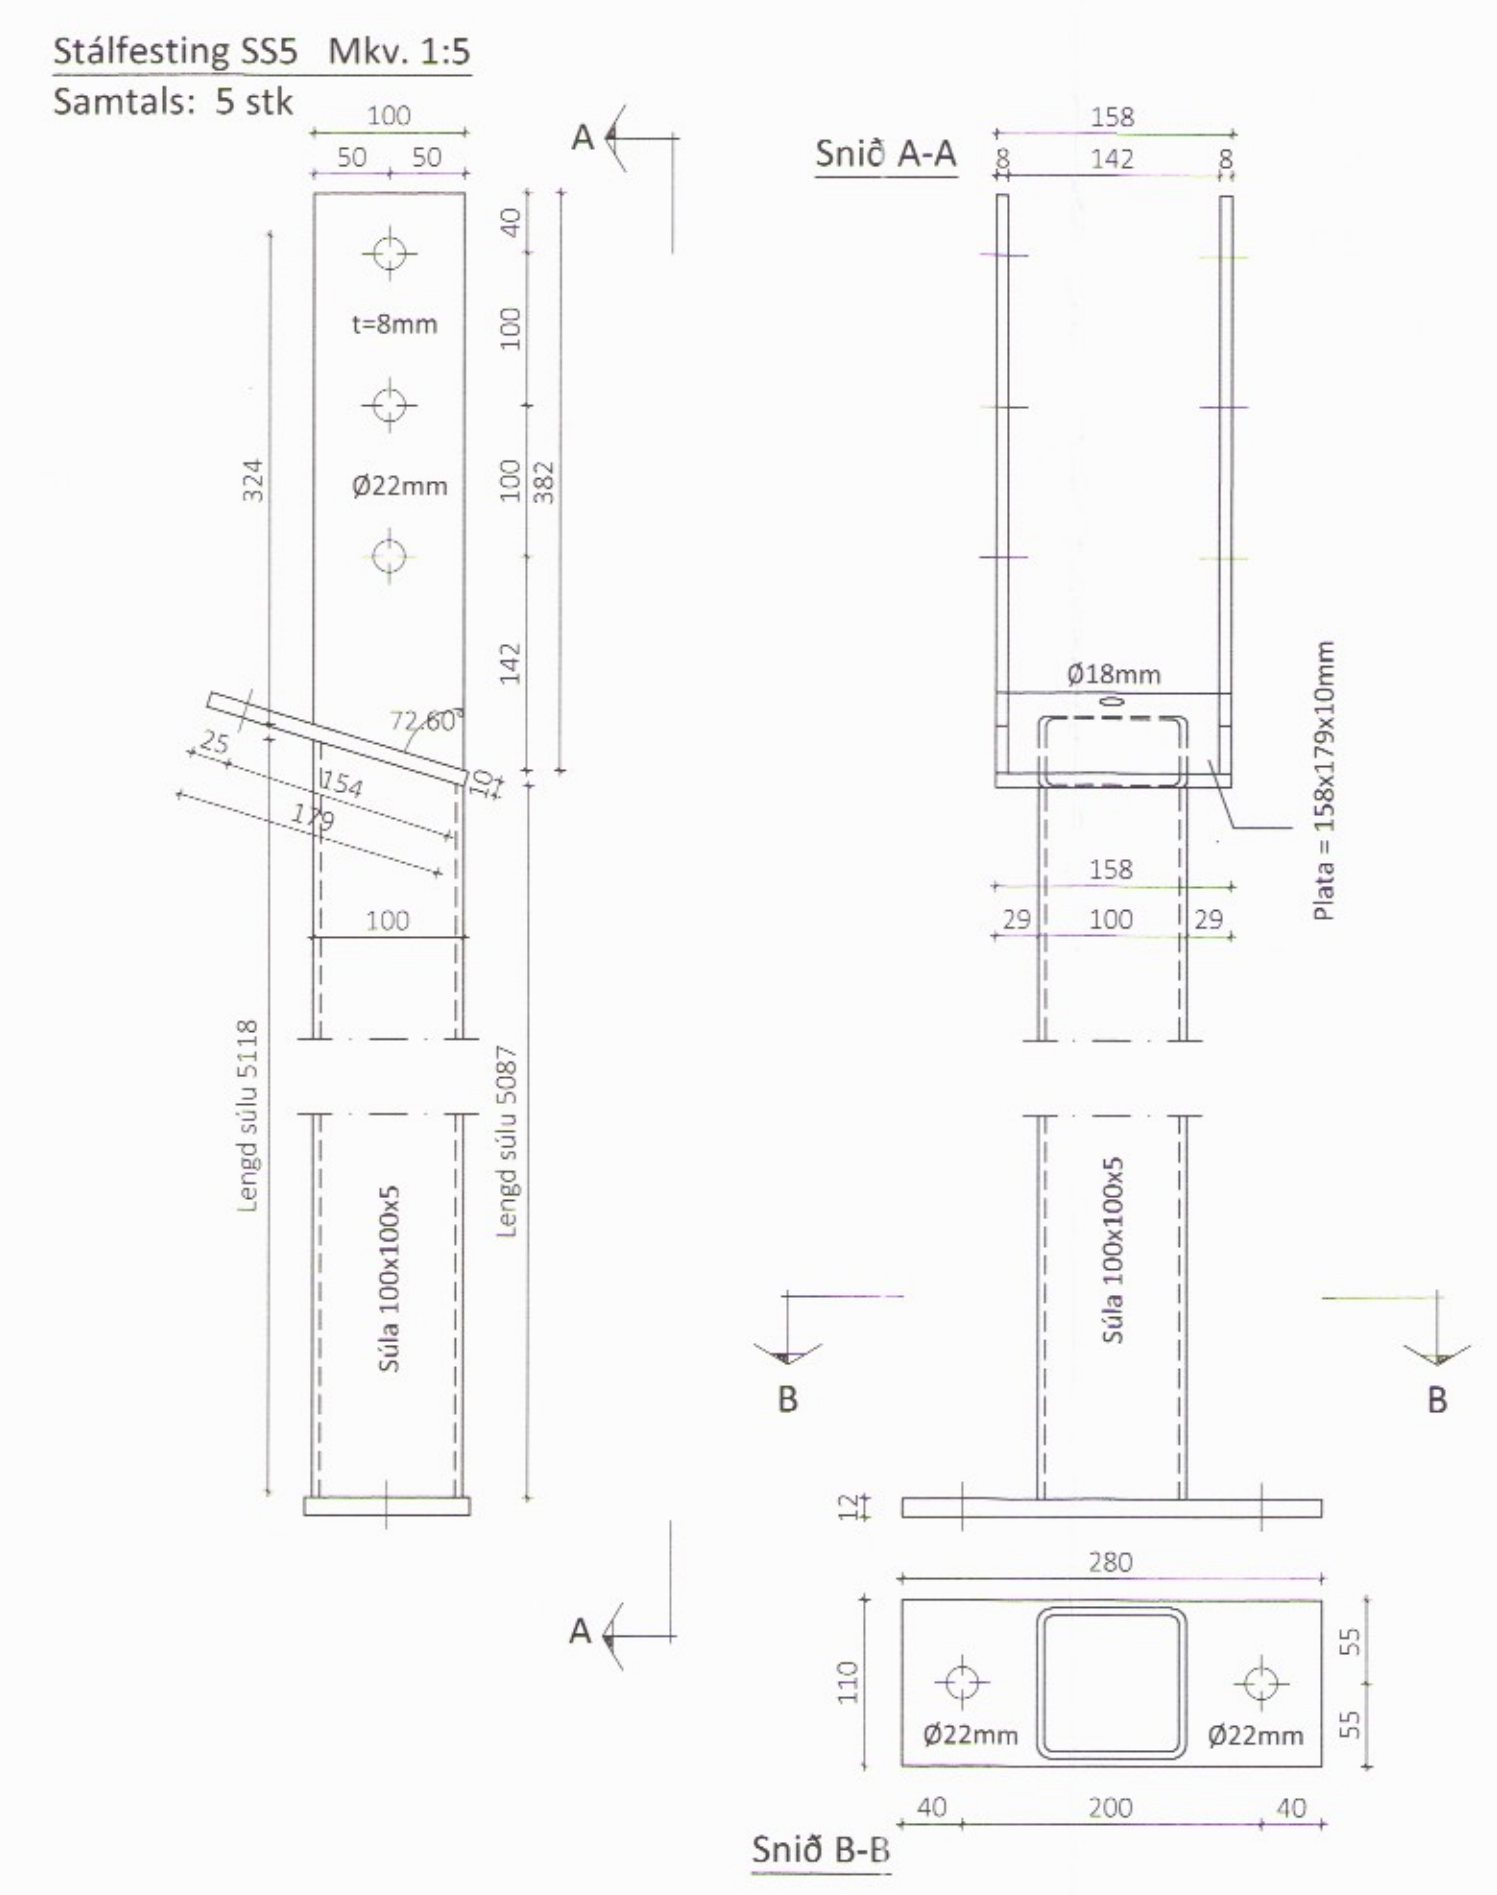 Stálfesting SS5 Mkv. 1:5
Samtals: 5 stk
100
50 50
A
40
t=8mm
100
324
Ø22mm
100
382
142
72.60°
25
154
179
10
100
Lengd súlu 5118
Lengd súlu 5087
Súla 100x100x5
A
Snið A-A
158
8 142 8
Ø18mm
Plata = 158x179x10mm
158
29 100 29
Súla 100x100x5
B B
12
280
110
55
55
Ø22mm Ø22mm
40 200 40
Snið B-B